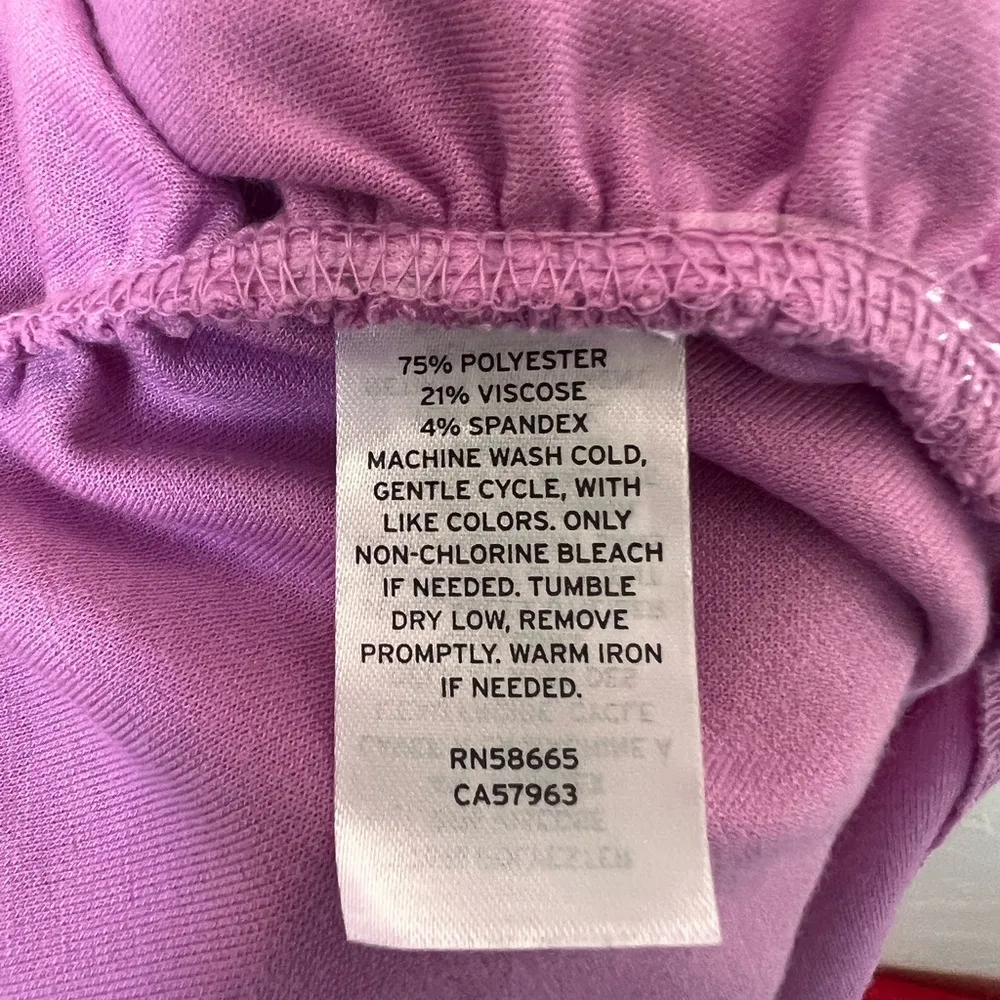 75% POLYESTER
21% VISCOSE
4% SPANDEX
MACHINE WASH COLD,
GENTLE CYCLE, WITH
LIKE COLORS. ONLY
NON-CHLORINE BLEACH
IF NEEDED. TUMBLE
DRY LOW, REMOVE
PROMPTLY. WARM IRON
IF NEEDED.
RN58665
CA57963